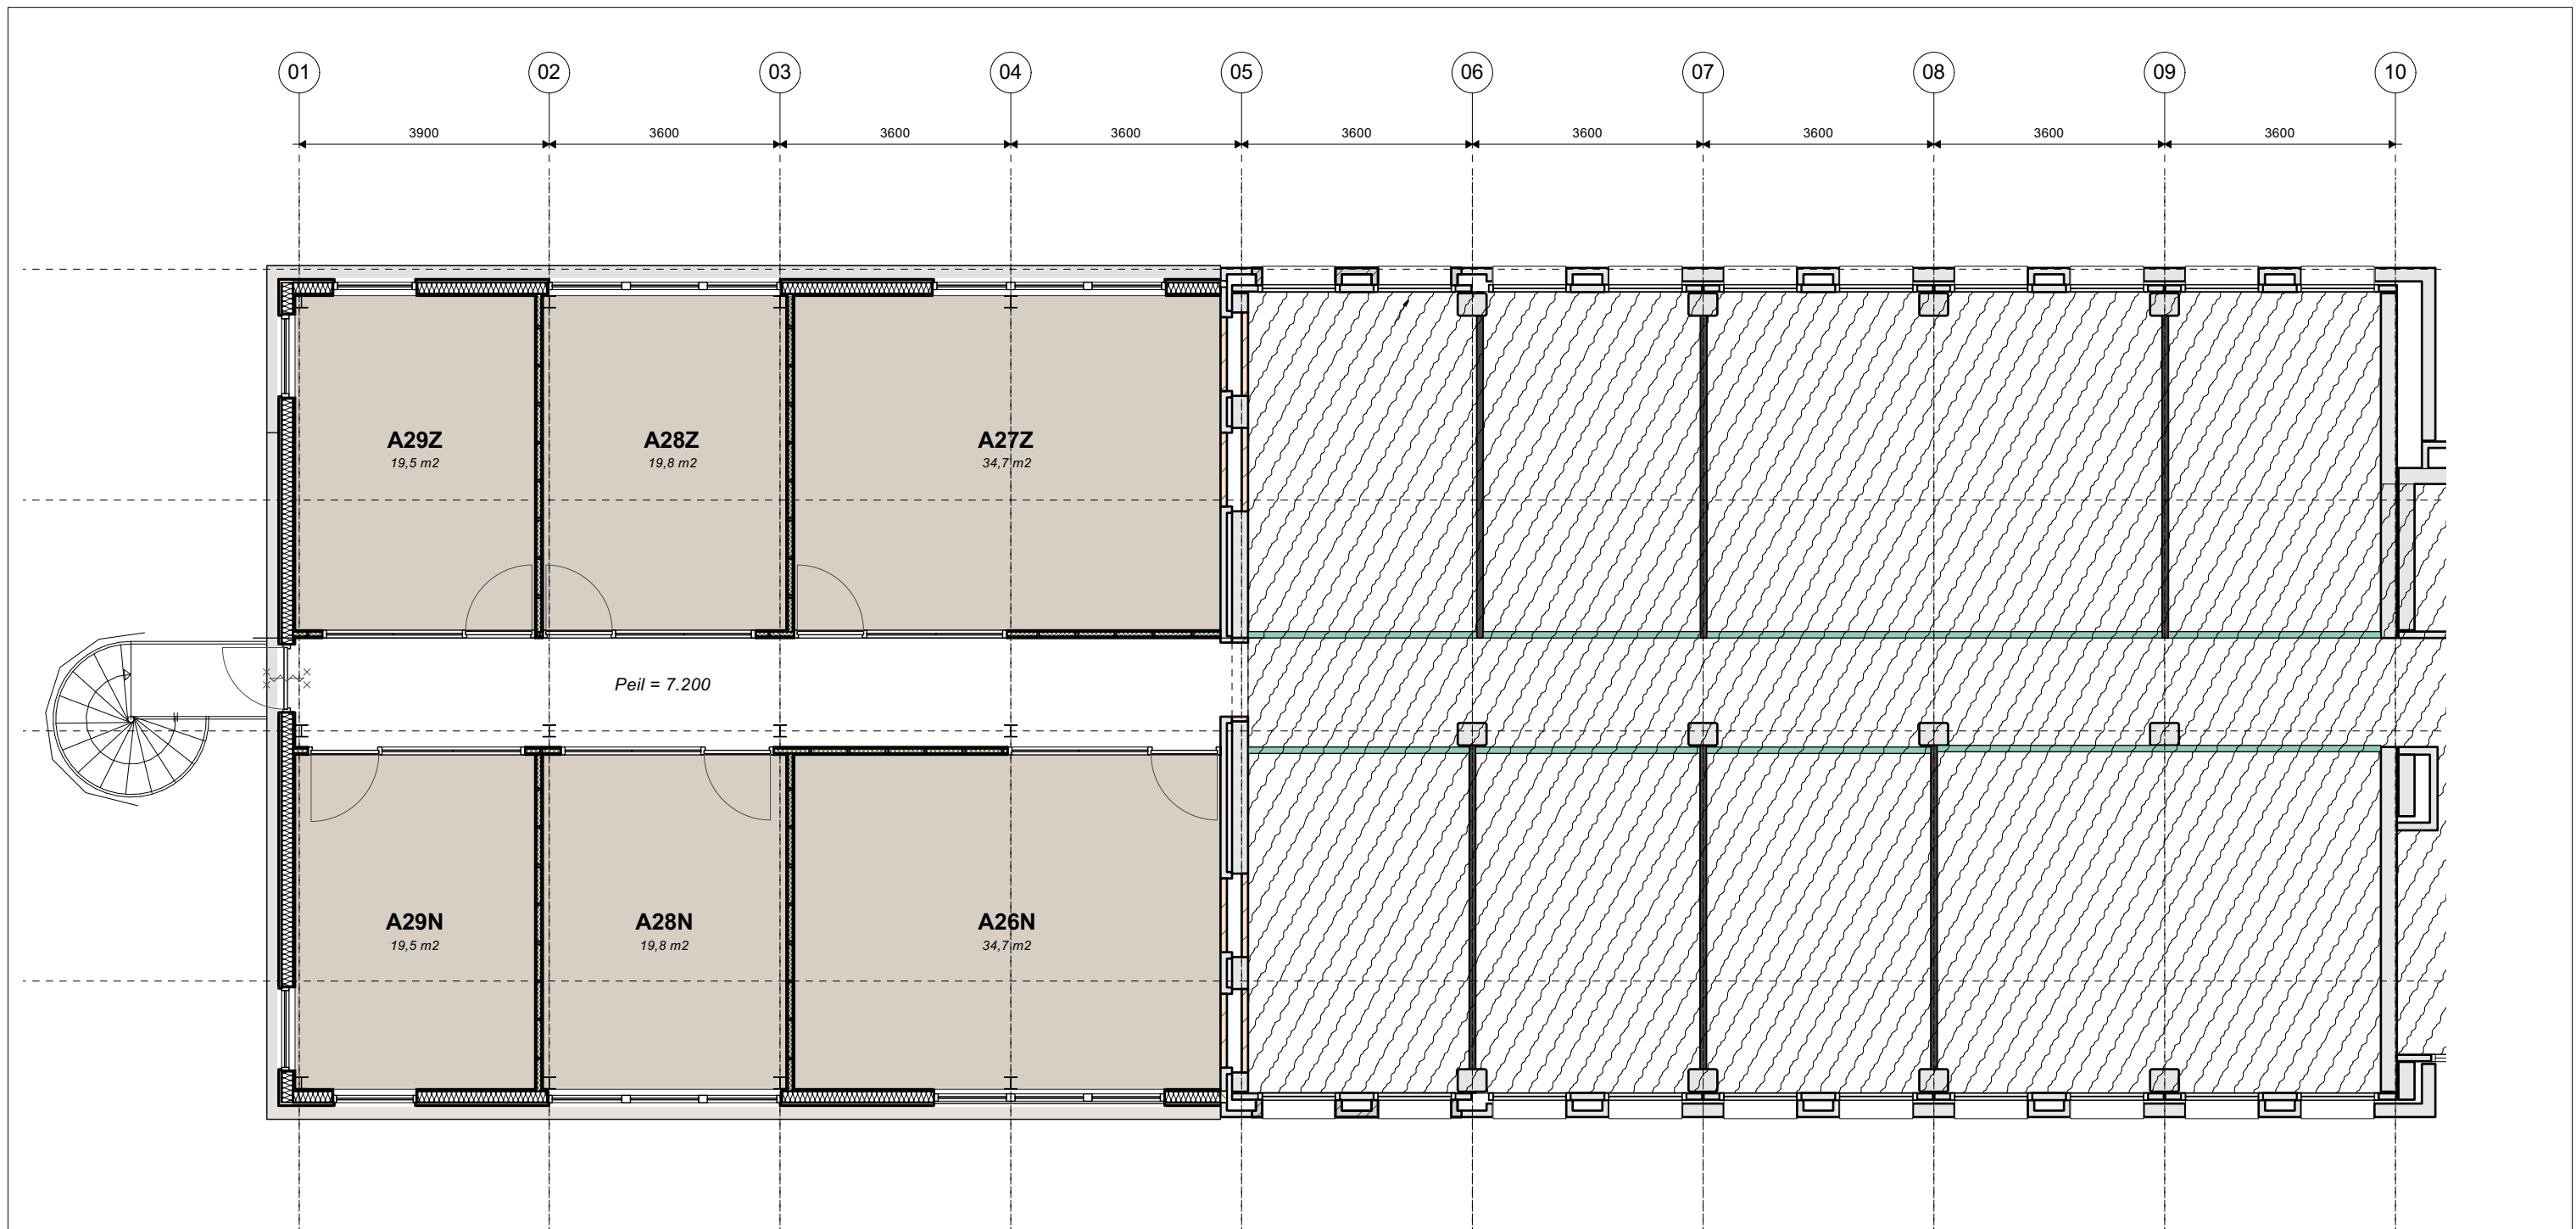 01 02 03 04 05 06 07 08 09 10
3900 3600 3600 3600 3600 3600 3600 3600 3600
A29Z A28Z A27Z
19,5 m2 19,8 m2 34,7 m2
Peil = 7.200
A29N A28N A26N
19,5 m2 19,8 m2 34,7 m2